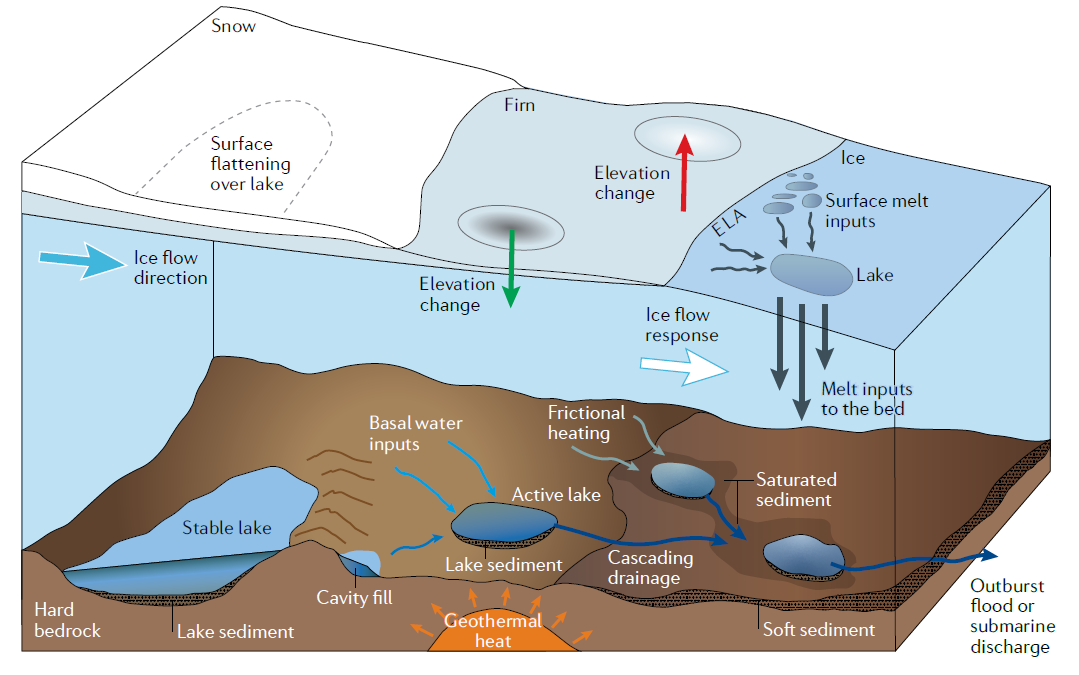 Snow
Firn
Surface
flattening
over lake
Elevation
change
Ice
Surface melt
inputs
ELA
Ice flow
direction
Elevation
change
Lake
Ice flow
response
Melt inputs
to the bed
Basal water
inputs
Frictional
heating
Active lake
Saturated
sediment
Stable lake
Lake sediment
Cascading
drainage
Cavity fill
Hard
bedrock
Lake sediment
Geothermal
heat
Soft sediment
Outburst
flood or
submarine
discharge